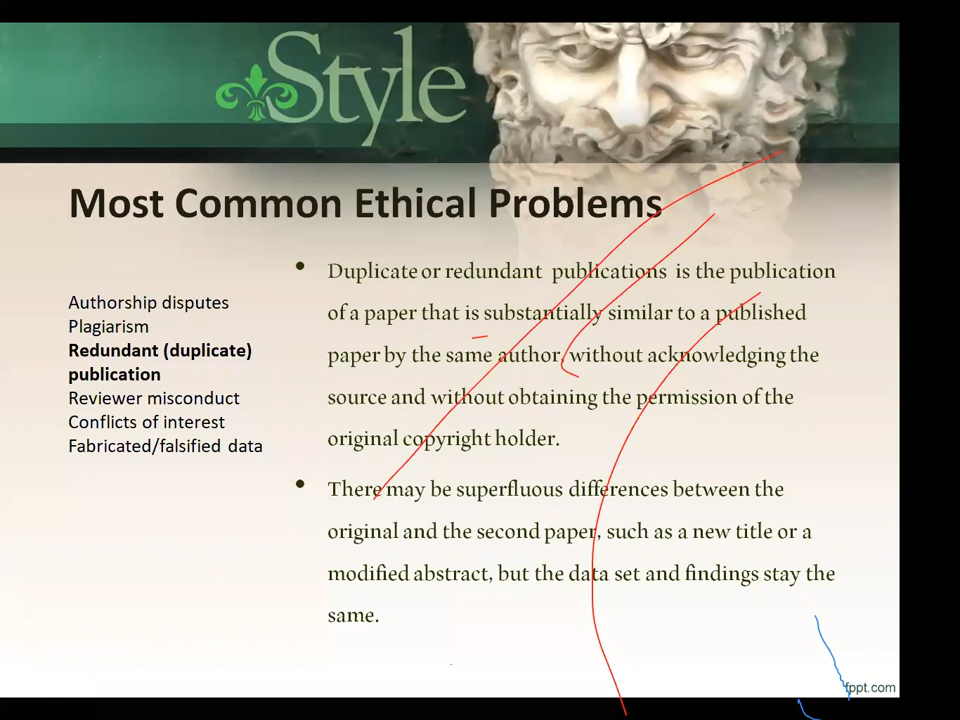 Style
Most Common Ethical Problems
Authorship disputes
Plagiarism
Redundant (duplicate)
publication
Reviewer misconduct
Conflicts of interest
Fabricated/falsified data
• Duplicate or redundant publications is the publication
of a paper that is substantially similar to a published
paper by the same author, without acknowledging the
source and without obtaining the permission of the
original copyright holder.
• There may be superfluous differences between the
original and the second paper, such as a new title or a
modified abstract, but the data set and findings stay the
same.
fppt.com